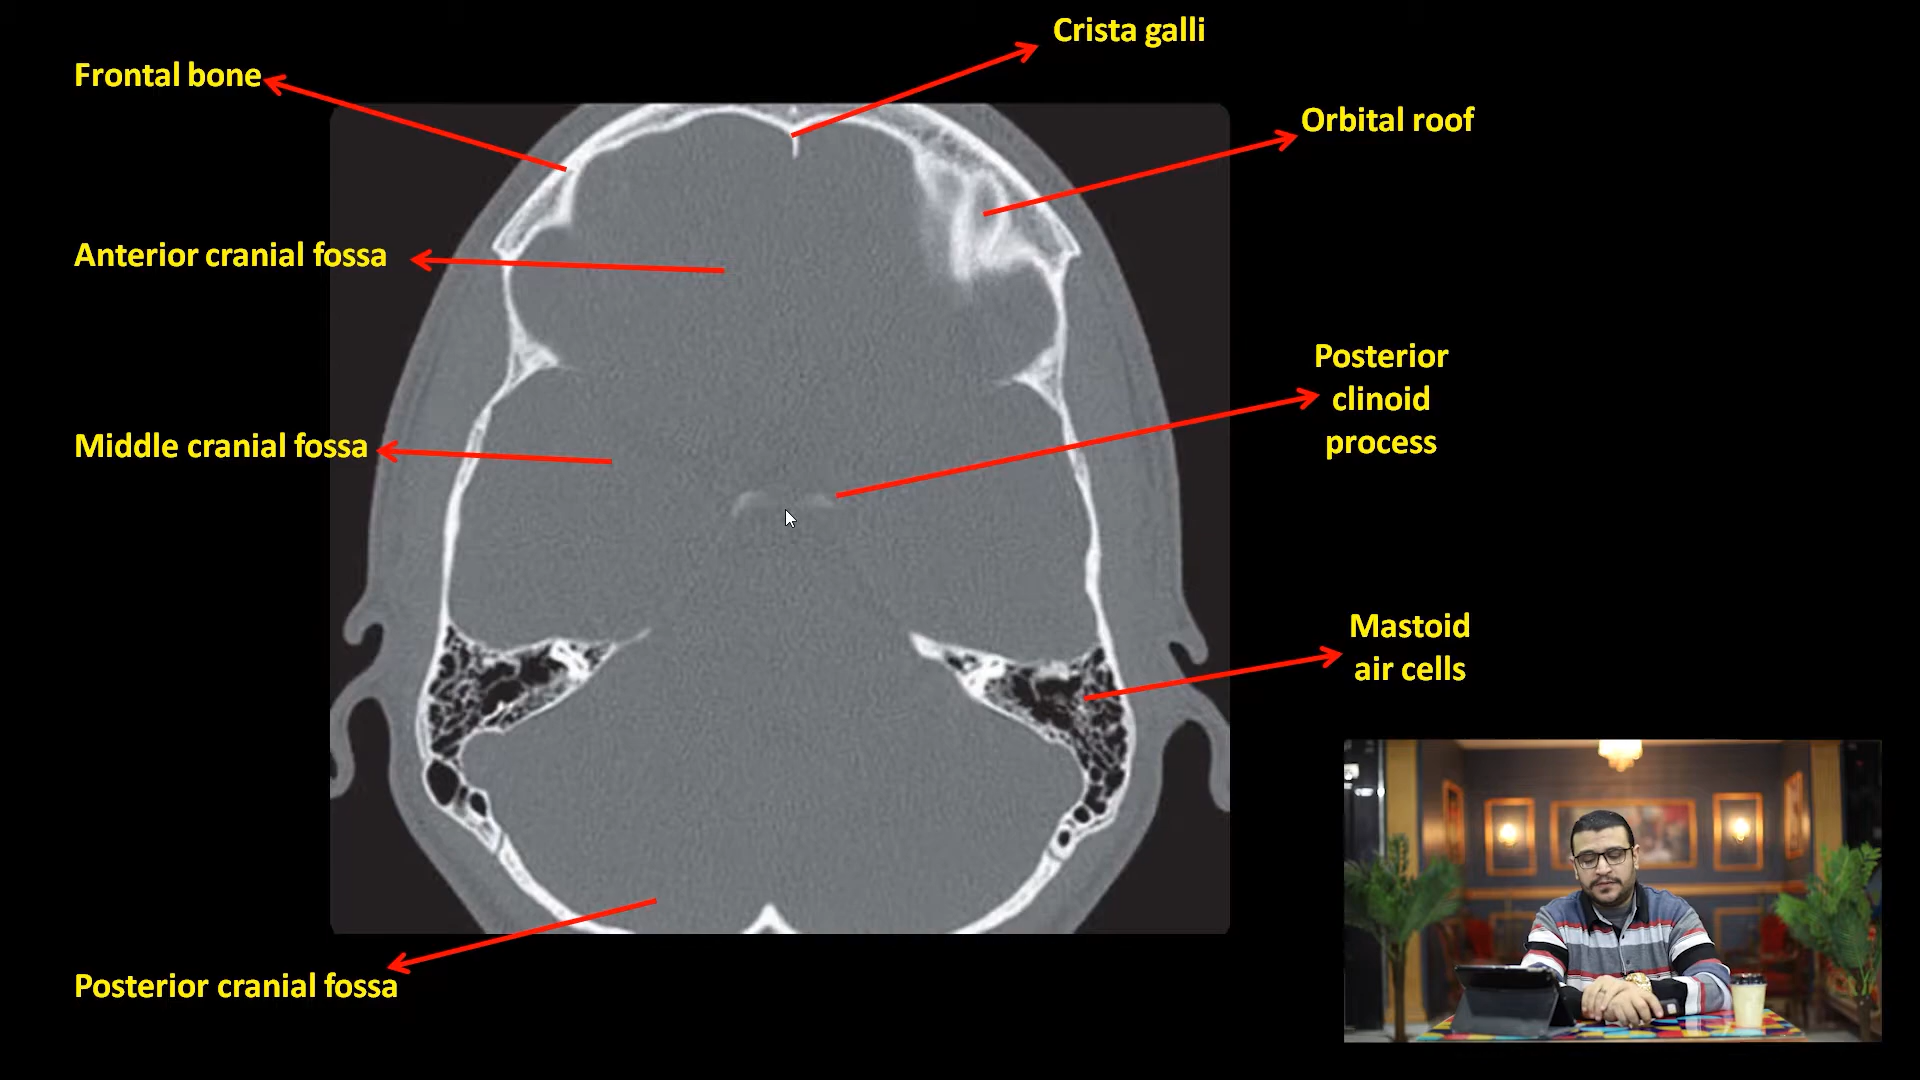 Crista galli
Frontal bone
Orbital roof
Anterior cranial fossa
Posterior
clinoid
process
Middle cranial fossa
Mastoid
air cells
Posterior cranial fossa